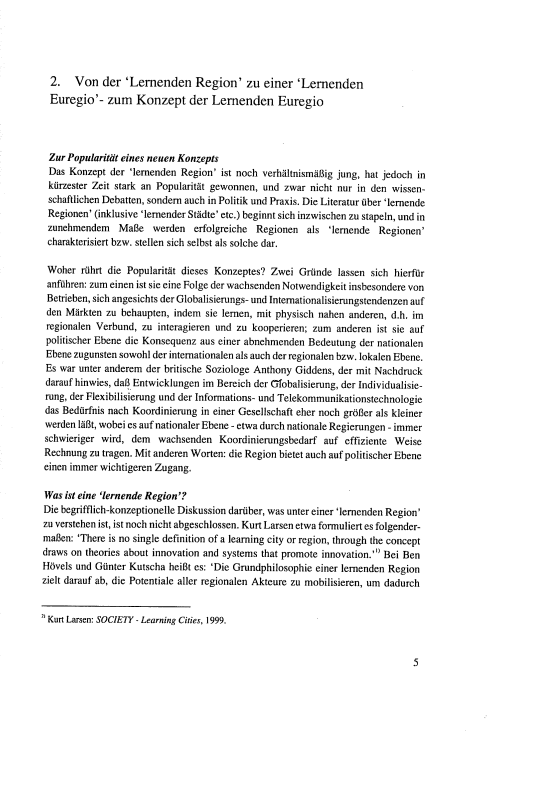 2. Von der 'Lernenden Region' zu einer 'Lernenden
Euregio'- zum Konzept der Lernenden Euregio
Zur Popularität eines neuen Konzepts
Das Konzept der 'lernenden Region' ist noch verhältnismäßig jung, hat jedoch in
kürzester Zeit stark an Popularität gewonnen, und zwar nicht nur in den wissen-
schaftlichen Debatten, sondern auch in Politik und Praxis. Die Literatur über 'lernende
Regionen' (inklusive 'lernender Städte' etc.) beginnt sich inzwischen zu stapeln, und in
zunehmendem Maße werden erfolgreiche Regionen als 'lernende Regionen'
charakterisiert bzw. stellen sich selbst als solche dar.
Woher rührt die Popularität dieses Konzeptes? Zwei Gründe lassen sich hierfür
anführen: zum einen ist sie eine Folge der wachsenden Notwendigkeit insbesondere von
Betrieben, sich angesichts der Globalisierungs- und Internationalisierungstendenzen auf
den Märkten zu behaupten, indem sie lernen, mit physisch nahen anderen, d.h. im
regionalen Verbund, zu interagieren und zu kooperieren; zum anderen ist sie auf
politischer Ebene die Konsequenz aus einer abnehmenden Bedeutung der nationalen
Ebene zugunsten sowohl der internationalen als auch der regionalen bzw. lokalen Ebene.
Es war unter anderem der britische Soziologe Anthony Giddens, der mit Nachdruck
darauf hinwies, daß Entwicklungen im Bereich der Globalisierung, der Individualisie-
rung, der Flexibilisierung und der Informations- und Telekommunikationstechnologie
das Bedürfnis nach Koordinierung in einer Gesellschaft eher noch größer als kleiner
werden läßt, wobei es auf nationaler Ebene - etwa durch nationale Regierungen - immer
schwieriger wird, dem wachsenden Koordinierungsbedarf auf effiziente Weise
Rechnung zu tragen. Mit anderen Worten: die Region bietet auch auf politischer Ebene
einen immer wichtigeren Zugang.
Was ist eine 'lernende Region'?
Die begrifflich-konzeptionelle Diskussion darüber, was unter einer 'lernenden Region'
zu verstehen ist, ist noch nicht abgeschlossen. Kurt Larsen etwa formuliert es folgender-
maßen: 'There is no single definition of a learning city or region, through the concept
draws on theories about innovation and systems that promote innovation.'¹⁾ Bei Ben
Hövels und Günter Kutscha heißt es: 'Die Grundphilosophie einer lernenden Region
zielt darauf ab, die Potentiale aller regionalen Akteure zu mobilisieren, um dadurch
Kurt Larsen: SOCIETY - Learning Cities, 1999.
5